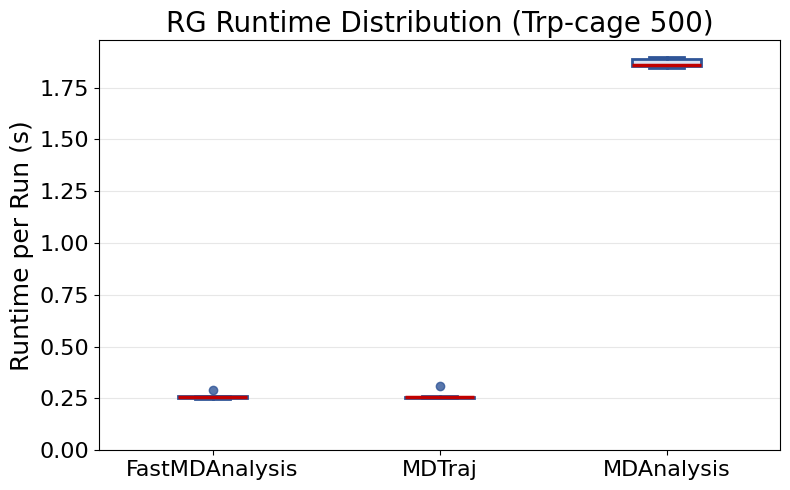 RG Runtime Distribution (Trp-cage 500)
Runtime per Run (s)
1.75
1.50
1.25
1.00
0.75
0.50
0.25
0.00
FastMDAnalysis
MDTraj
MDAnalysis